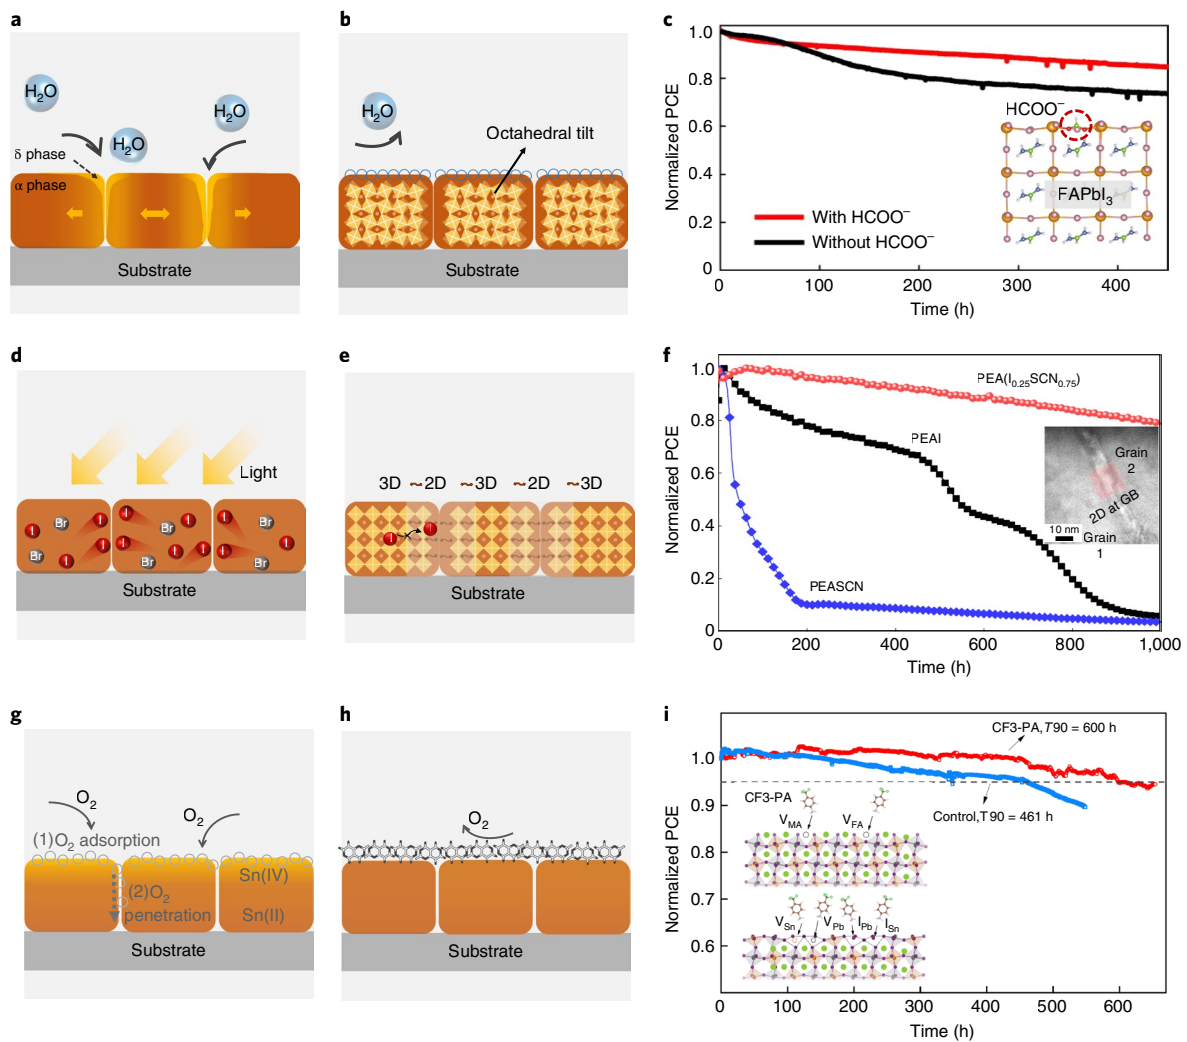 a
H2O
H2O
H2O
δ phase
α phase
Substrate
b
H2O
Octahedral tilt
Substrate
c
Normalized PCE
1.0
0.8
0.6
0.4
0.2
0
HCOO–
FAPbI3
With HCOO–
Without HCOO–
0
100
200
300
400
Time (h)
d
Light
Br
I
I
I
I
I
Br
Br
I
I
I
Br
Br
I
I
Substrate
e
3D ~2D ~3D ~2D ~3D
I
I
Substrate
f
Normalized PCE
1.0
0.8
0.6
0.4
0.2
0
PEA(I0.25SCN0.75)
PEAI
PEASCN
Grain
2
2D at GB
10 nm
Grain
1
0
200
400
600
800
1,000
Time (h)
g
O2
O2
(1)O2 adsorption
Sn(IV)
(2)O2
penetration
Sn(II)
Substrate
h
O2
Substrate
i
Normalized PCE
1.0
0.9
0.8
0.7
0.6
CF3-PA,T90 = 600 h
Control,T90 = 461 h
CF3-PA
VMA
VFA
VSn
VPb
IPb
ISn
0
100
200
300
400
500
600
Time (h)